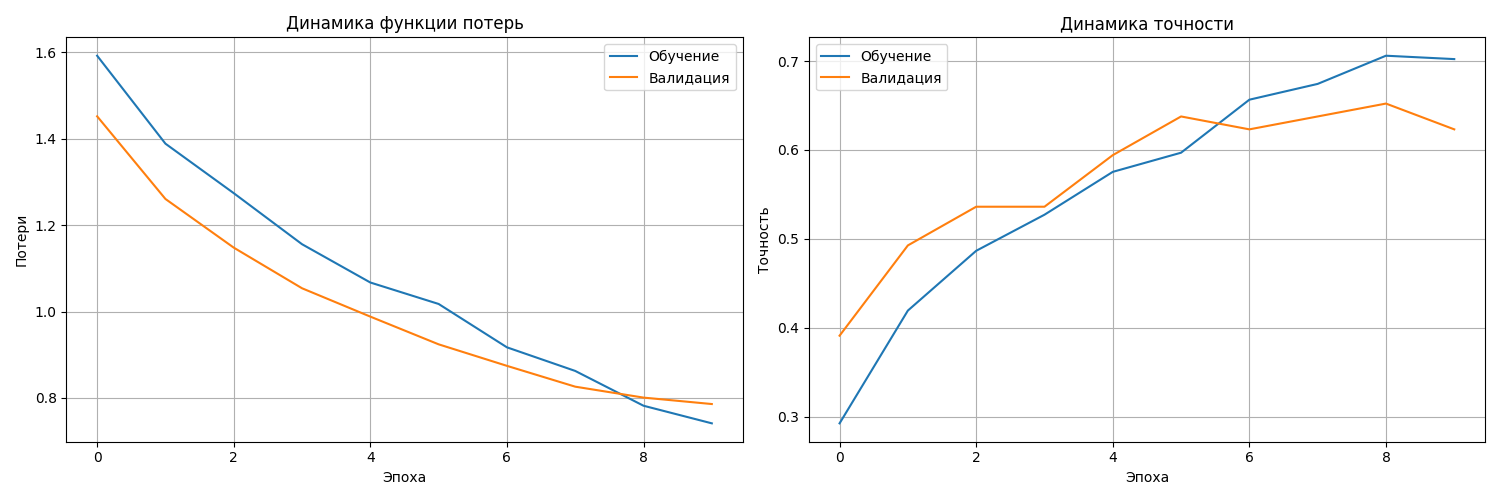 Динамика функции потерь
Обучение
Валидация
1.6
1.4
1.2
1.0
0.8
Потери
0
2
4
6
8
Эпоха
Динамика точности
Обучение
Валидация
0.7
0.6
0.5
0.4
0.3
Точность
0
2
4
6
8
Эпоха